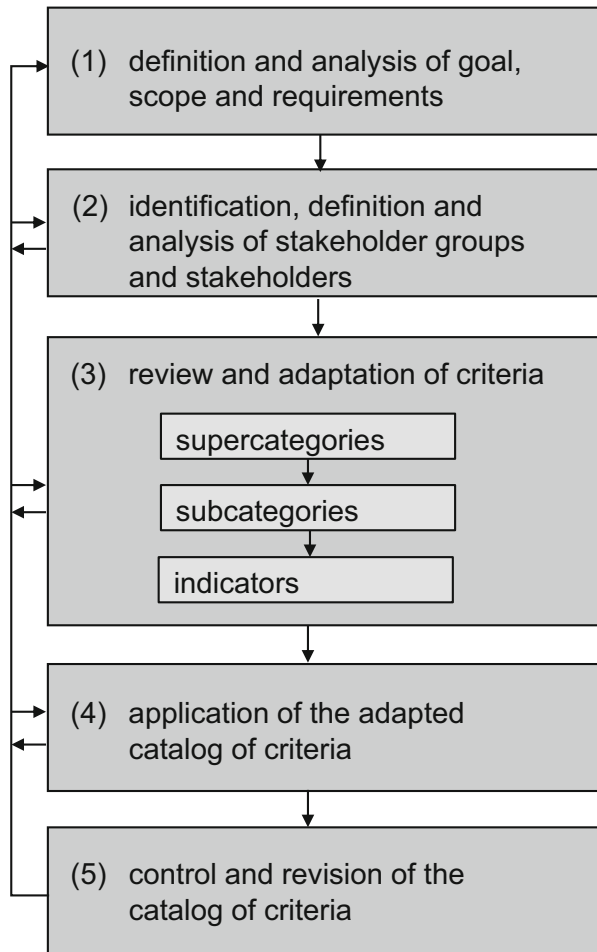 (1) definition and analysis of goal,
scope and requirements
(2) identification, definition and
analysis of stakeholder groups
and stakeholders
(3) review and adaptation of criteria
supercategories
subcategories
indicators
(4) application of the adapted
catalog of criteria
(5) control and revision of the
catalog of criteria